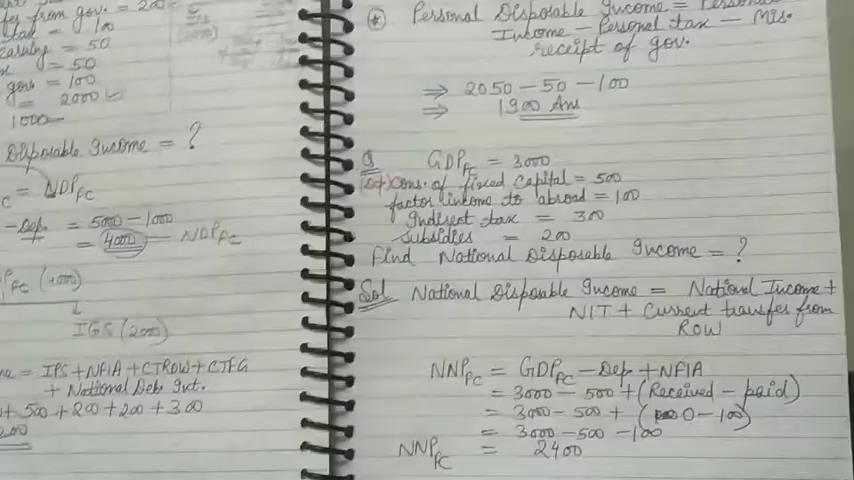 fer from gov. = 200
tax = 100
= 50
= 50
gov. = 100
= 2000
1000
Disposable Income = ?
= NDP FC
- Dep. = 5000 - 1000
= 4000 NDP FC
FC (4000)
IGS (2000)
= IPS + NFIA + CTROW + CTFG
+ National Deb. Int.
+ 500 + 200 + 200 + 300
200
Personal Disposable Income =
Income - Personal tax - Mis.
receipt of gov.
⇒ 2050 - 50 - 100
⇒ 1900 Ans
Q GDP FC = 3000
(Dep) Cons. of fixed capital = 500
factor income to abroad = 100
Indirect tax = 300
subsidies = 200
Find National Disposable Income = ?
Sol National Disposable Income = National Income +
NIT + Current transfer from
ROW
NNP FC = GDP FC - Dep + NFIA
= 3000 - 500 + (Received - paid)
= 3000 - 500 + (0 - 100)
= 3000 - 500 - 100
NNP FC = 2400